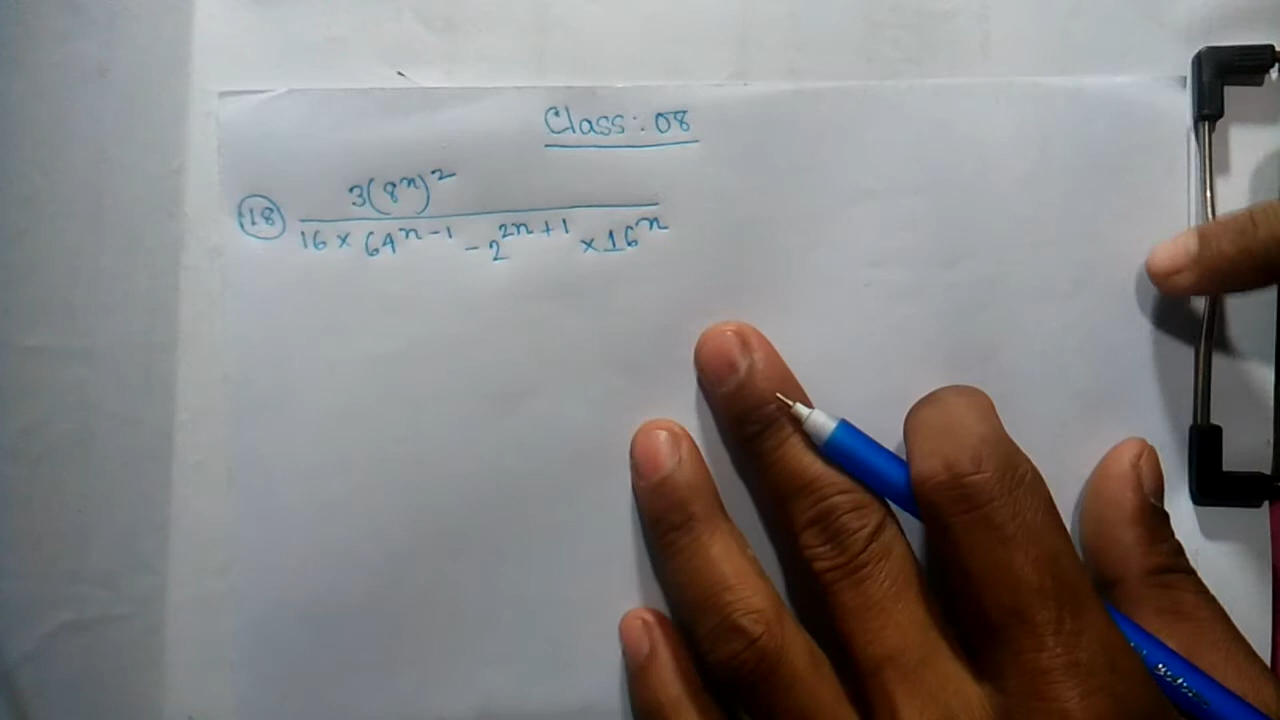 Class: 08
18 3(8^n)^2
16 × 64^n-1 - 2^2n+1 × 16^n